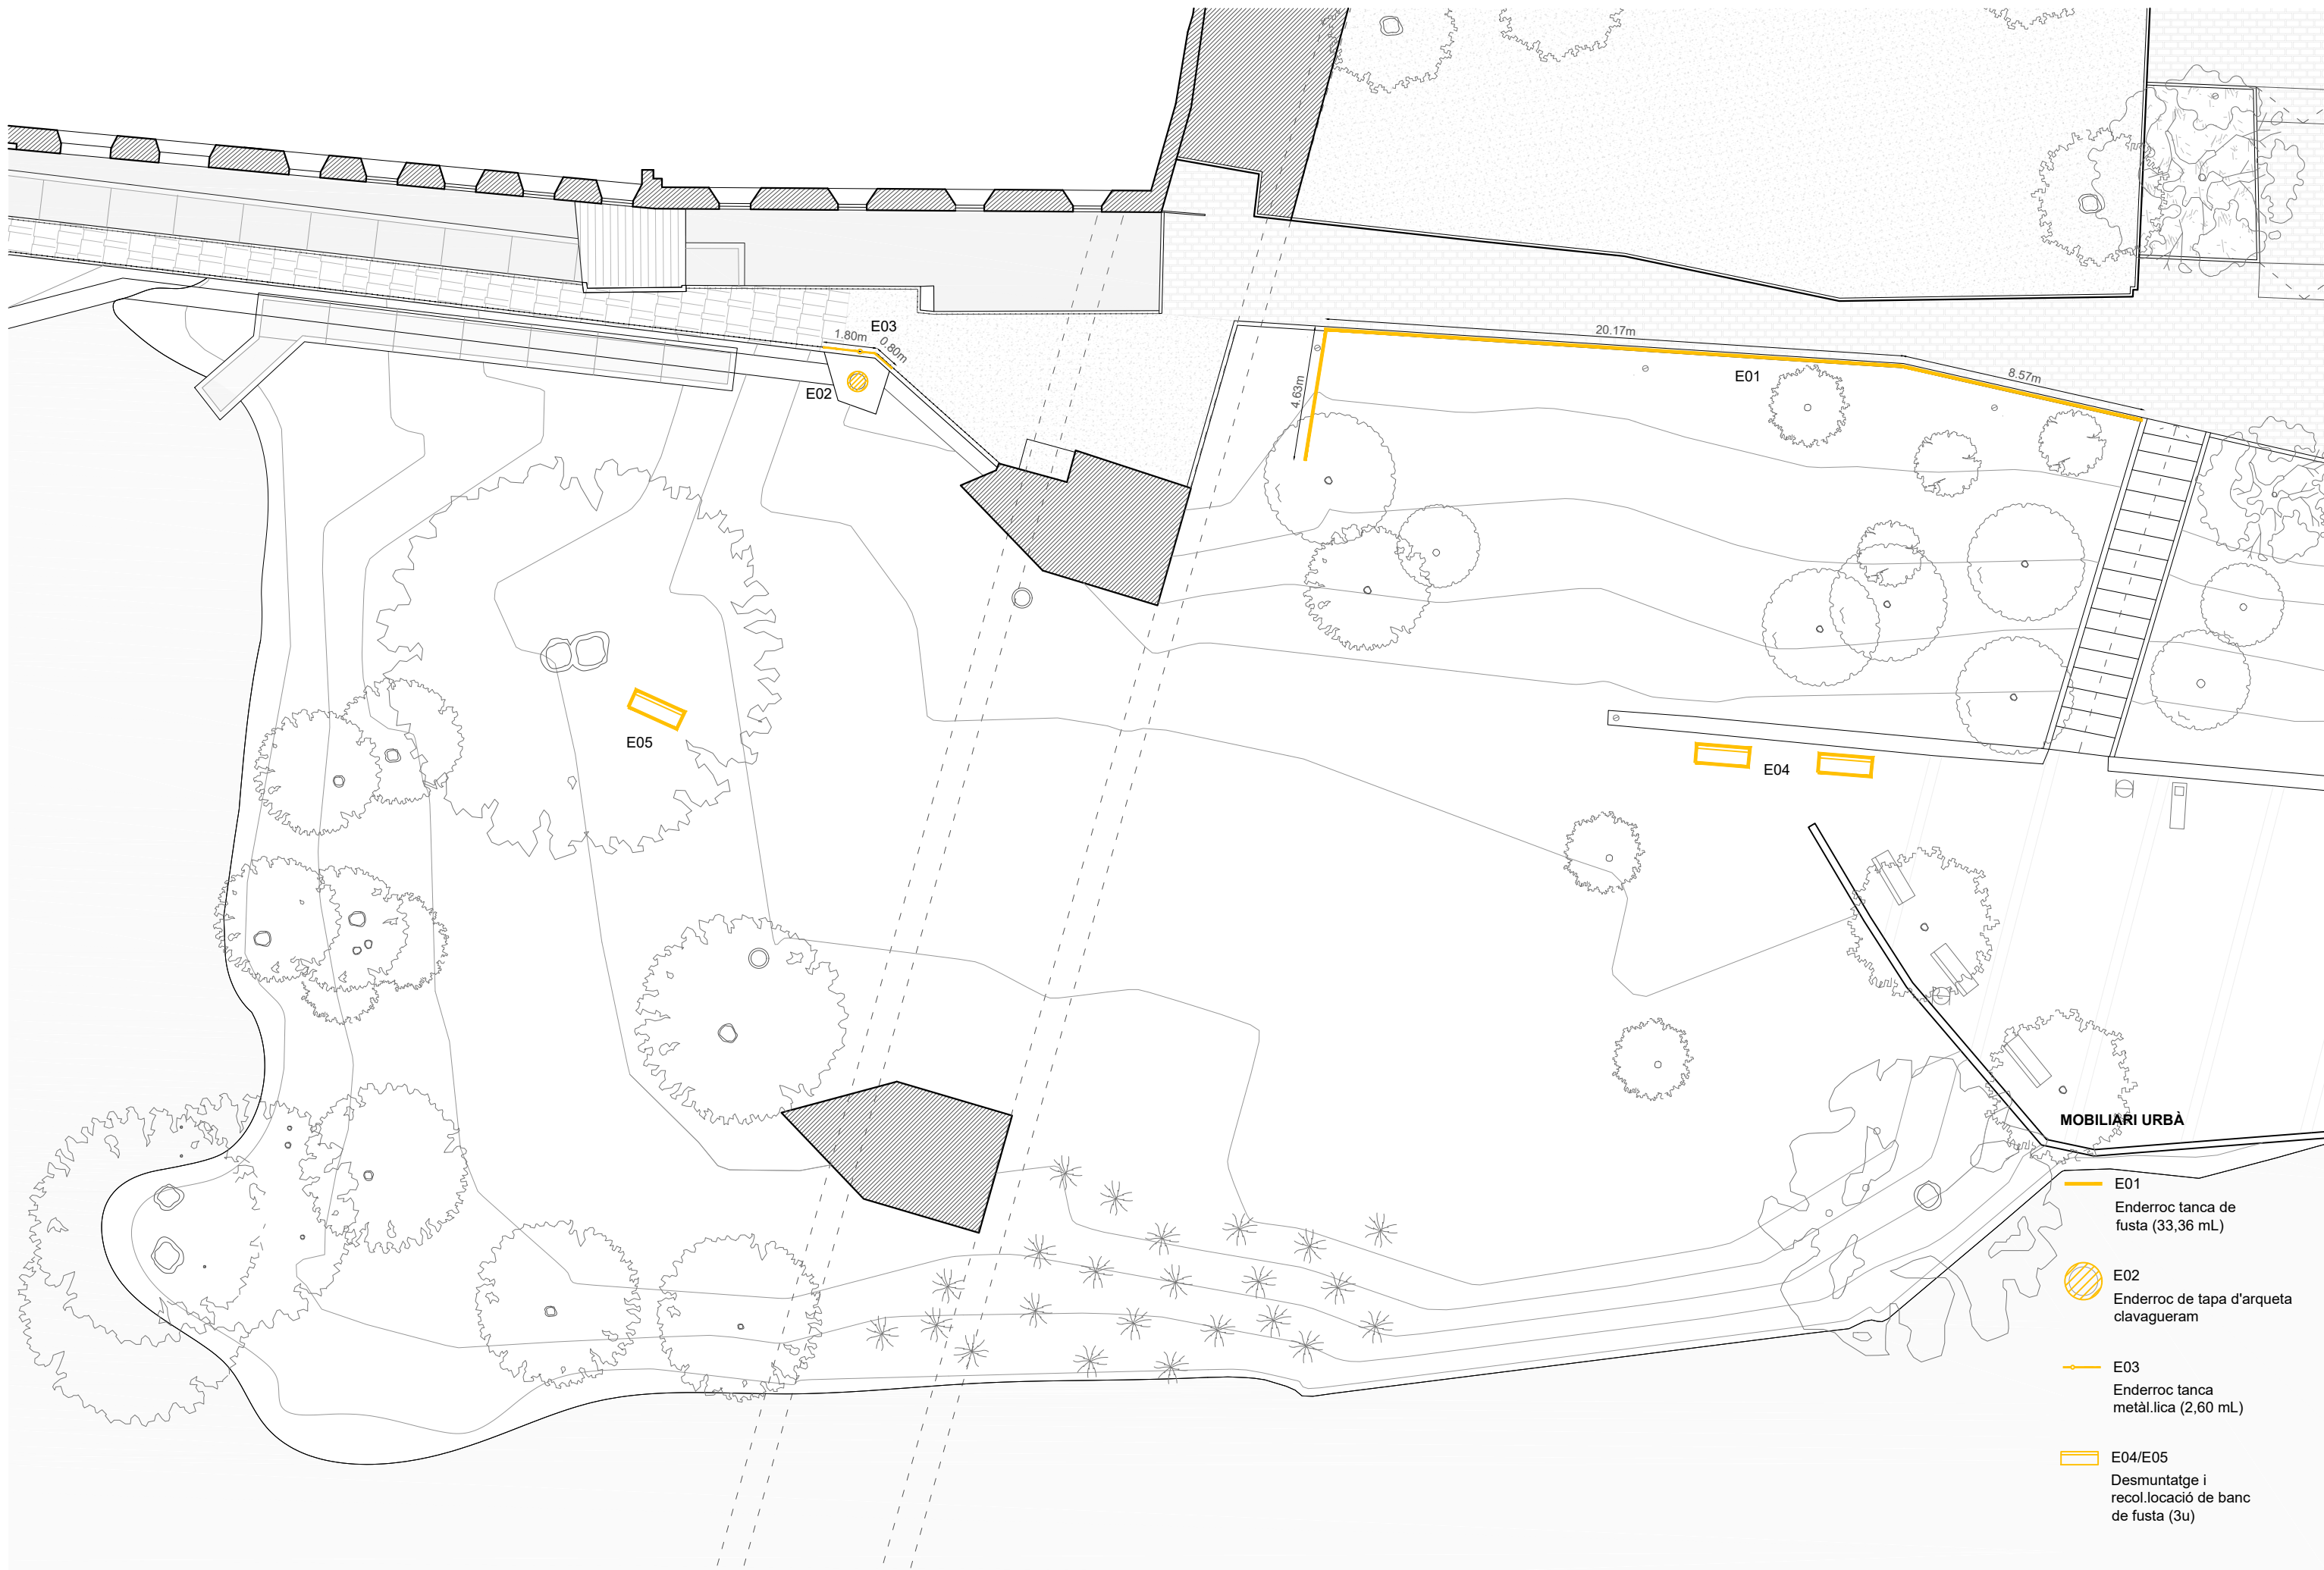 E03
1.80m
0.80m
E02
20.17m
E01
8.57m
4.63m
E05
E04
MOBILIARI URBÀ
E01
Enderroc tanca de
fusta (33,36 mL)
E02
Enderroc de tapa d'arqueta
clavagueram
E03
Enderroc tanca
metàl.lica (2,60 mL)
E04/E05
Desmuntatge i
recol.locació de banc
de fusta (3u)